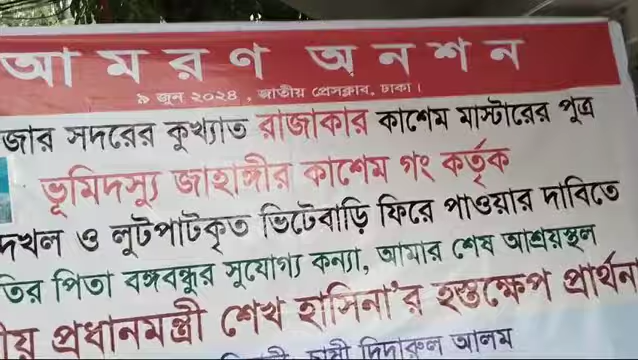 আমরণ অনশন
৯ জুন ২০২৪, জাতীয় প্রেসক্লাব, ঢাকা।
জার সদরের কুখ্যাত রাজাকার কাশেম মাস্টারের পুত্র
ভূমিদস্যু জাহাঙ্গীর কাশেম গং কর্তৃক
দখল ও লুটপাটকৃত ভিটেবাড়ি ফিরে পাওয়ার দাবিতে
তির পিতা বঙ্গবন্ধুর সুযোগ্য কন্যা, আমার শেষ আশ্রয়স্থল
ীয় প্রধানমন্ত্রী শেখ হাসিনা'র হস্তক্ষেপ প্রার্থনা
দিদারুল আলম